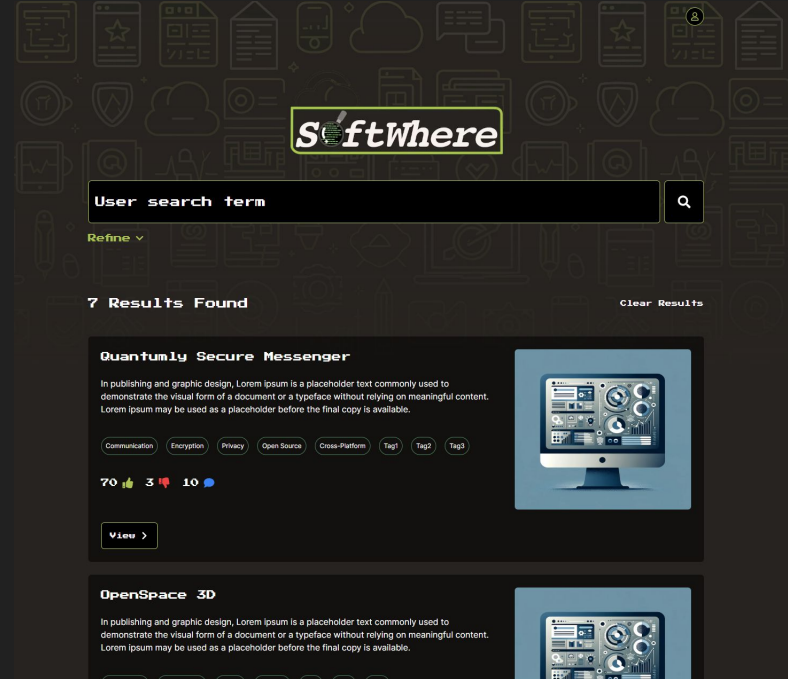 SoftWhere
User search term
Refine
7 Results Found
Clear Results
Quantumly Secure Messenger
In publishing and graphic design, Lorem ipsum is a placeholder text commonly used to
demonstrate the visual form of a document or a typeface without relying on meaningful content.
Lorem ipsum may be used as a placeholder before the final copy is available.
Communication Encryption Privacy Open Source Cross-Platform Tag1 Tag2 Tag3
70 3 10
View
OpenSpace 3D
In publishing and graphic design, Lorem ipsum is a placeholder text commonly used to
demonstrate the visual form of a document or a typeface without relying on meaningful content.
Lorem ipsum may be used as a placeholder before the final copy is available.